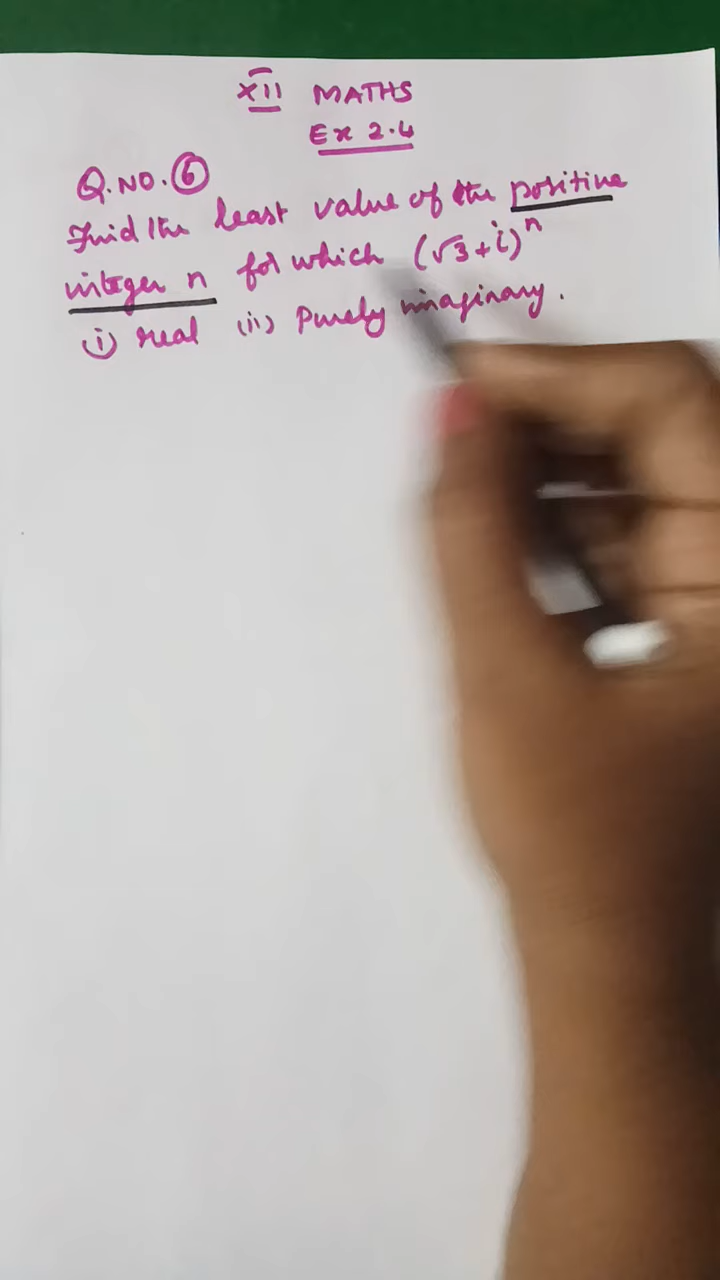 XII MATHS
Ex 2.4
Q.NO.⑥
Find the least value of the positive
integer n for which (√3+i)ⁿ
(i) real (ii) purely imaginary.